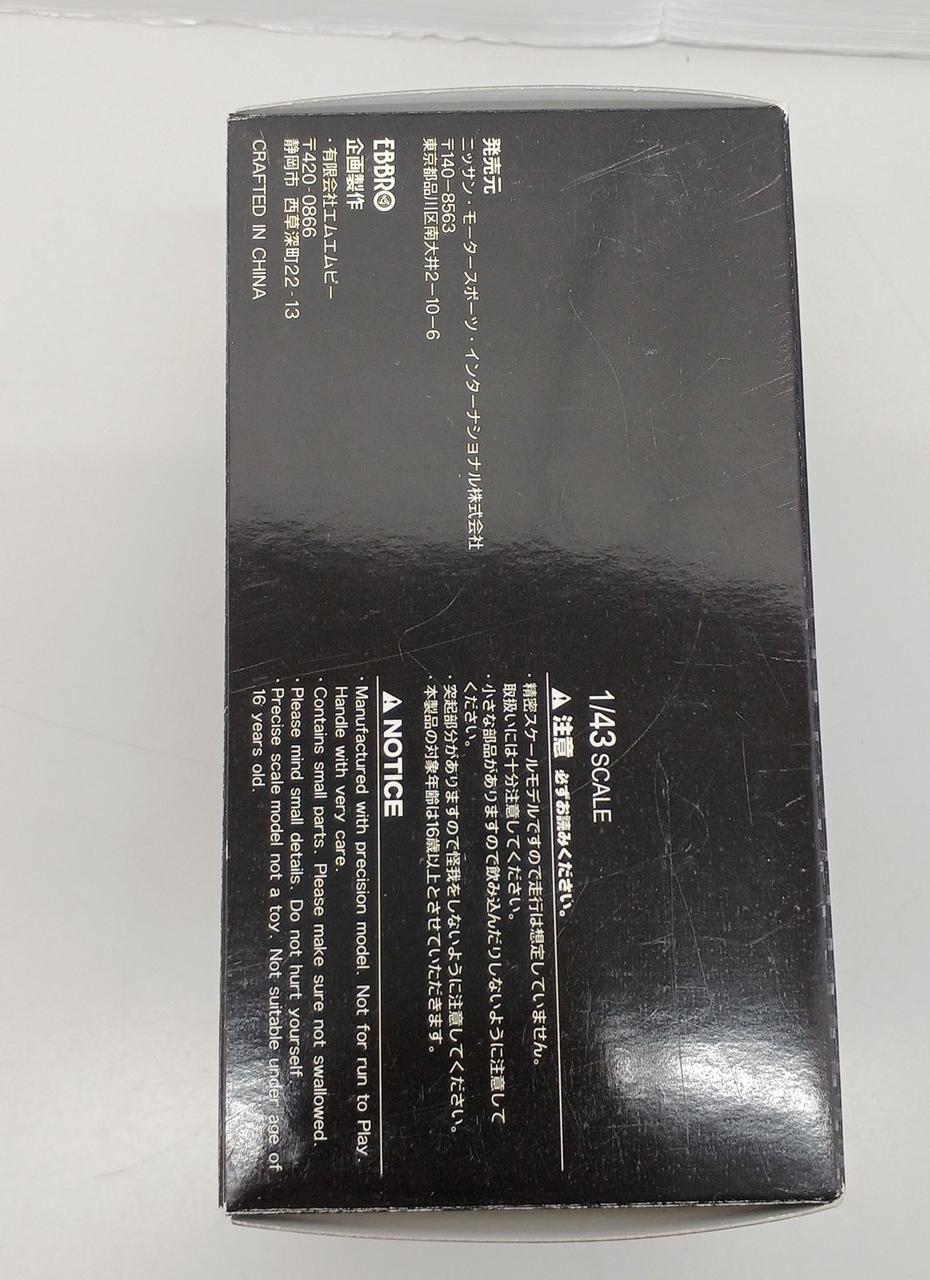 1/43 SCALE
⚠ 注意 必ずお読みください。
・精密スケールモデルですので走行は想定していません。
取扱いには十分注意してください。
・小さな部品がありますので飲み込んだりしないように注意して
ください。
・突起部分がありますので怪我をしないように注意してください。
・本製品の対象年齢は16歳以上とさせていただきます。
⚠ NOTICE
・Manufactured with precision model. Not for run to Play.
Handle with very care.
・Contains small parts. Please make sure not swallowed.
・Please mind small details. Do not hurt yourself.
・Precise scale model not a toy. Not suitable under age of
16 years old.
発売元
ニッサン・モータースポーツ・インターナショナル株式会社
〒140-8563
東京都品川区南大井2-10-6
EBBRO
企画製作
・有限会社エムエムピー
〒420-0866
静岡市 西草深町22-13
CRAFTED IN CHINA